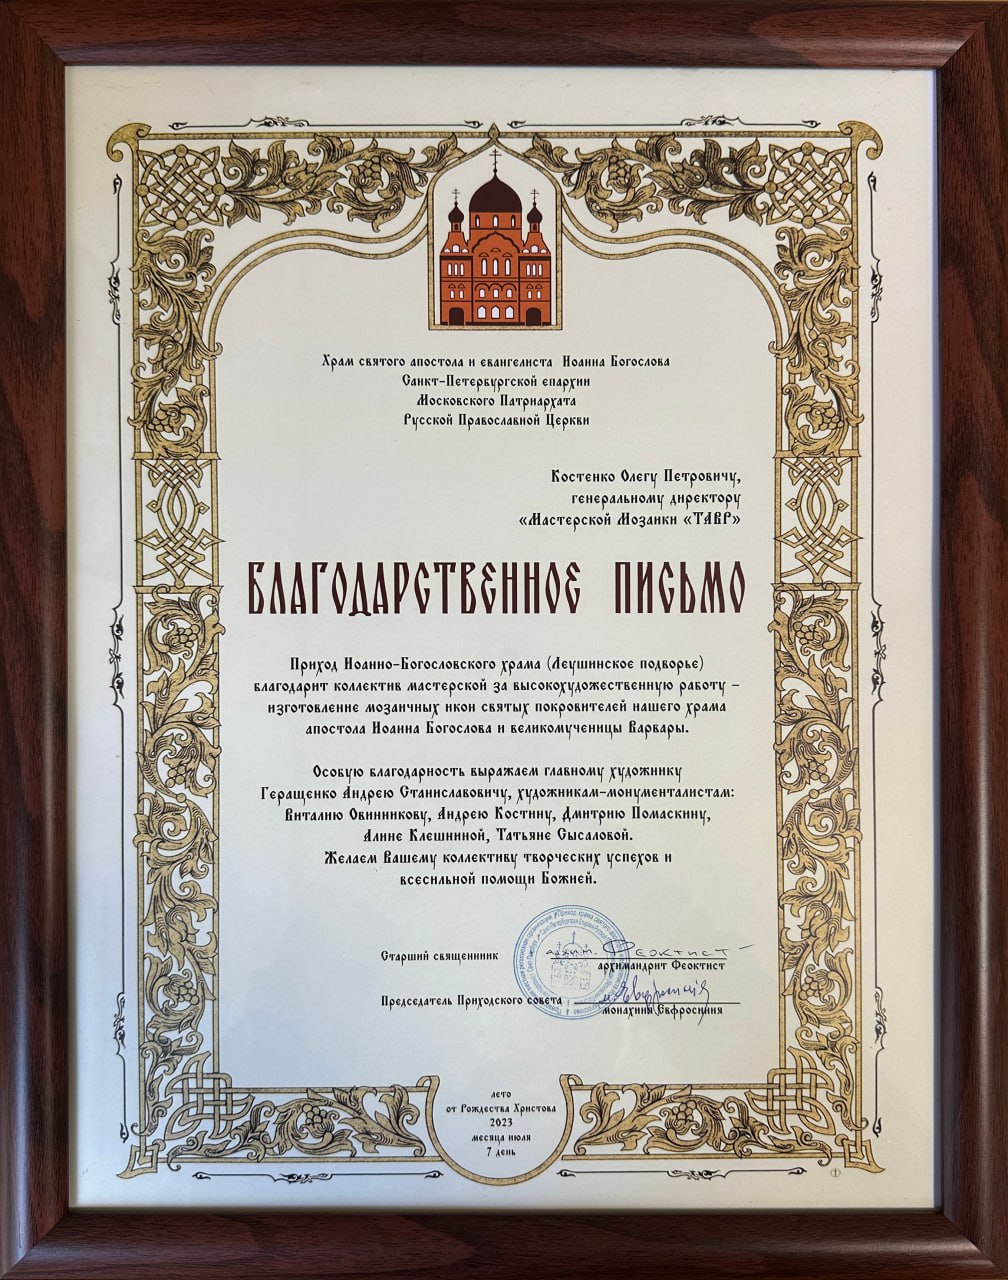 Храм святого апостола и евангелиста Иоанна Богослова
Санкт-Петербургской епархии
Московского Патриархата
Русской Православной Церкви
Костенко Олегу Петровичу,
генеральному директору
«Мастерской Мозаики «ТАВР»
БЛАГОДАРСТВЕННОЕ ПИСЬМО
Приход Иоанно-Богословского храма (Леушинское подворье)
благодарит коллектив мастерской за высокохудожественную работу –
изготовление мозаичных икон святых покровителей нашего храма
апостола Иоанна Богослова и великомученицы Варвары.
Особую благодарность выражаем главному художнику
Геращенко Андрею Станиславовичу, художникам-монументалистам:
Виталию Овинникову, Андрею Костину, Дмитрию Помаскину,
Алине Клешниной, Татьяне Сысаловой.
Желаем Вашему коллективу творческих успехов и
всесильной помощи Божией.
Старший священник архим. Феоктист
архимандрит Феоктист
Председатель Приходского совета
монахиня Евфросиния
лето
от Рождества Христова
2023
месяца июля
7 день